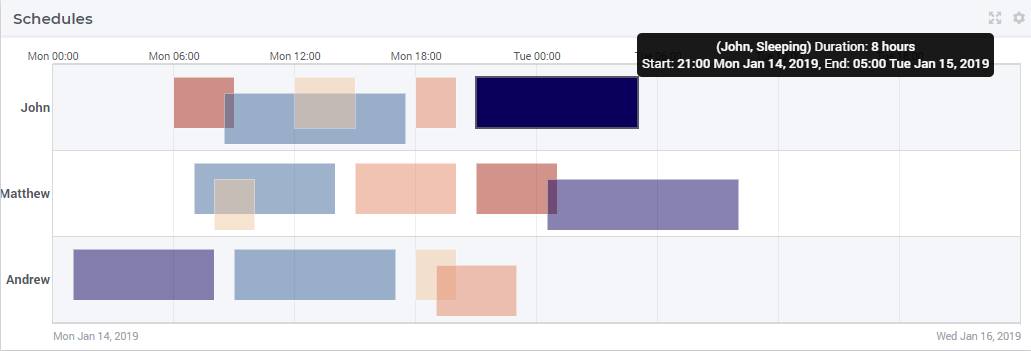 Schedules
(John, Sleeping) Duration: 8 hours
Start: 21:00 Mon Jan 14, 2019, End: 05:00 Tue Jan 15, 2019
Mon 00:00 Mon 06:00 Mon 12:00 Mon 18:00 Tue 00:00
John
Matthew
Andrew
Mon Jan 14, 2019 Wed Jan 16, 2019